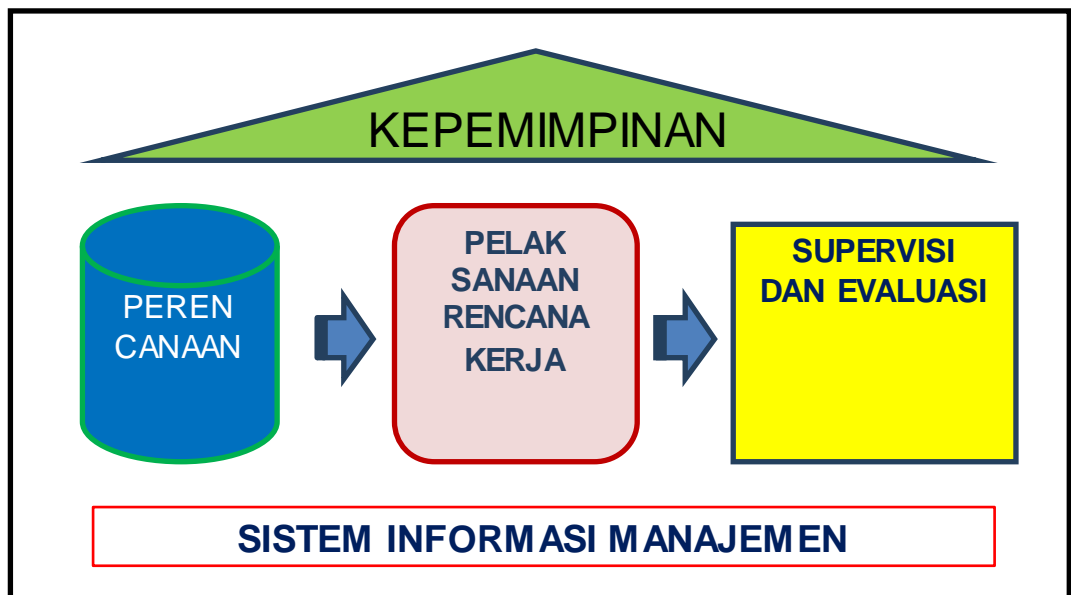 KEPEMIMPINAN
PEREN
CANAAN
PELAK
SANAAN
RENCANA
KERJA
SUPERVISI
DAN EVALUASI
SISTEM INFORMASI MANAJEMEN